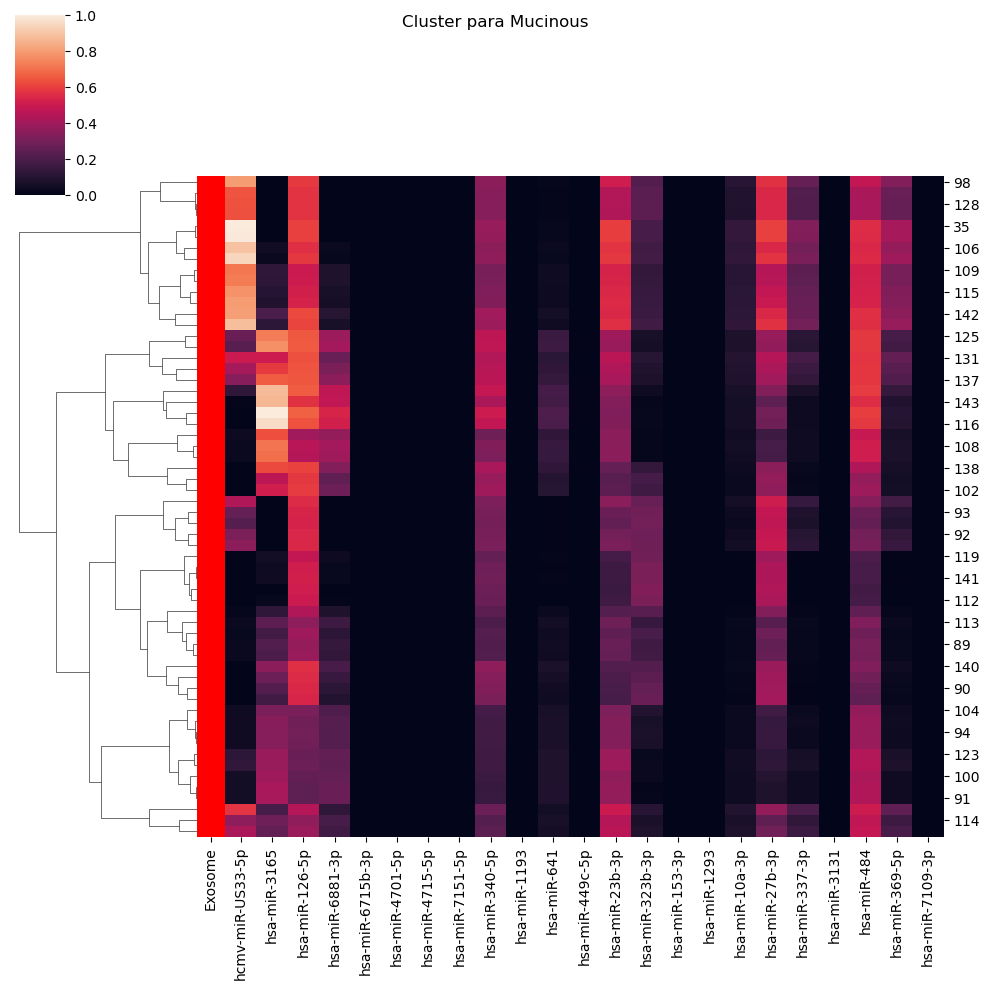 Cluster para Mucinous
1.0
0.8
0.6
0.4
0.2
0.0
98
128
35
106
109
115
142
125
131
137
143
116
108
138
102
93
92
119
141
112
113
89
140
90
104
94
123
100
91
114
Exosome
hcmv-miR-US33-5p
hsa-miR-3165
hsa-miR-126-5p
hsa-miR-6881-3p
hsa-miR-6715b-3p
hsa-miR-4701-5p
hsa-miR-4715-5p
hsa-miR-7151-5p
hsa-miR-340-5p
hsa-miR-1193
hsa-miR-641
hsa-miR-449c-5p
hsa-miR-23b-3p
hsa-miR-323b-3p
hsa-miR-153-3p
hsa-miR-1293
hsa-miR-10a-3p
hsa-miR-27b-3p
hsa-miR-337-3p
hsa-miR-3131
hsa-miR-484
hsa-miR-369-5p
hsa-miR-7109-3p